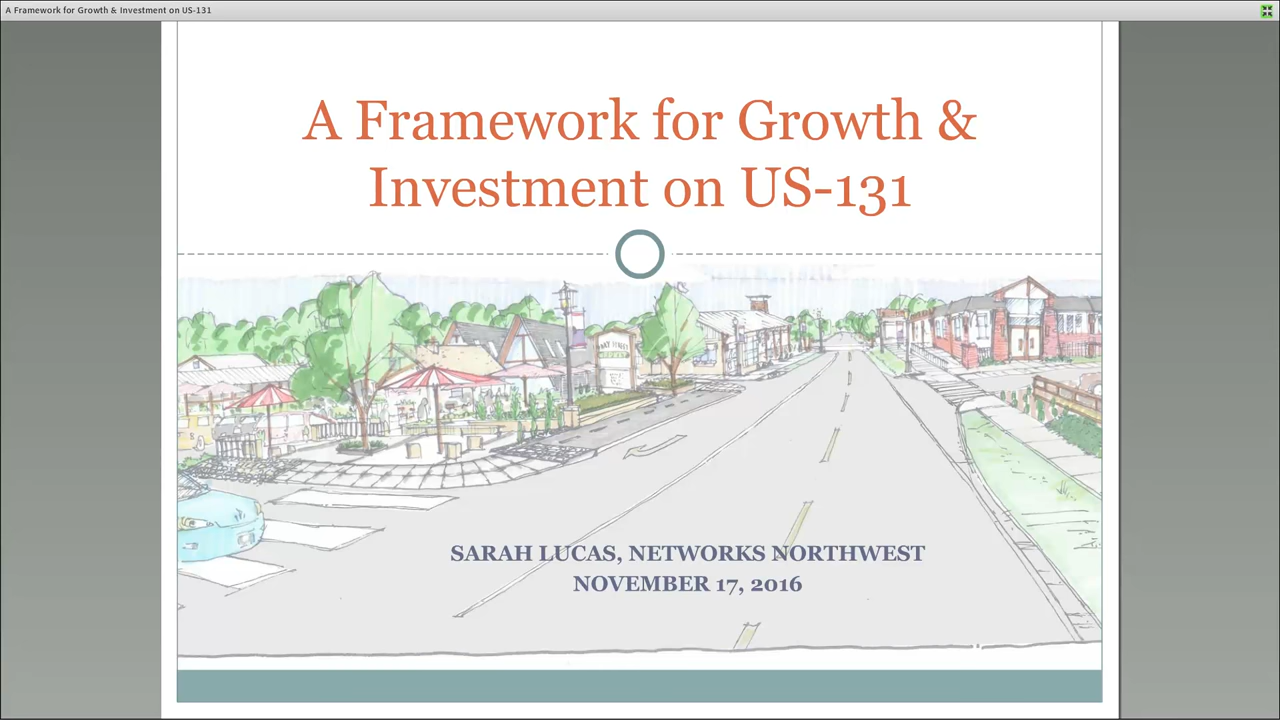 A Framework for Growth & Investment on US-131
A Framework for Growth &
Investment on US-131
SARAH LUCAS, NETWORKS NORTHWEST
NOVEMBER 17, 2016